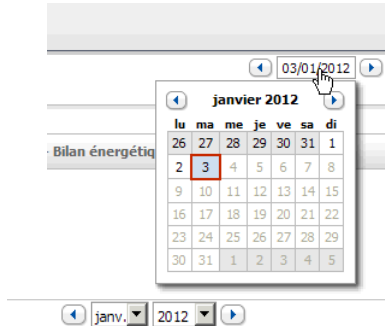 03/01/2012
janvier 2012
lu ma me je ve sa di
26 27 28 29 30 31 1
2 3 4 5 6 7 8
9 10 11 12 13 14 15
16 17 18 19 20 21 22
23 24 25 26 27 28 29
30 31 1 2 3 4 5
Bilan énergétiq
janv. 2012